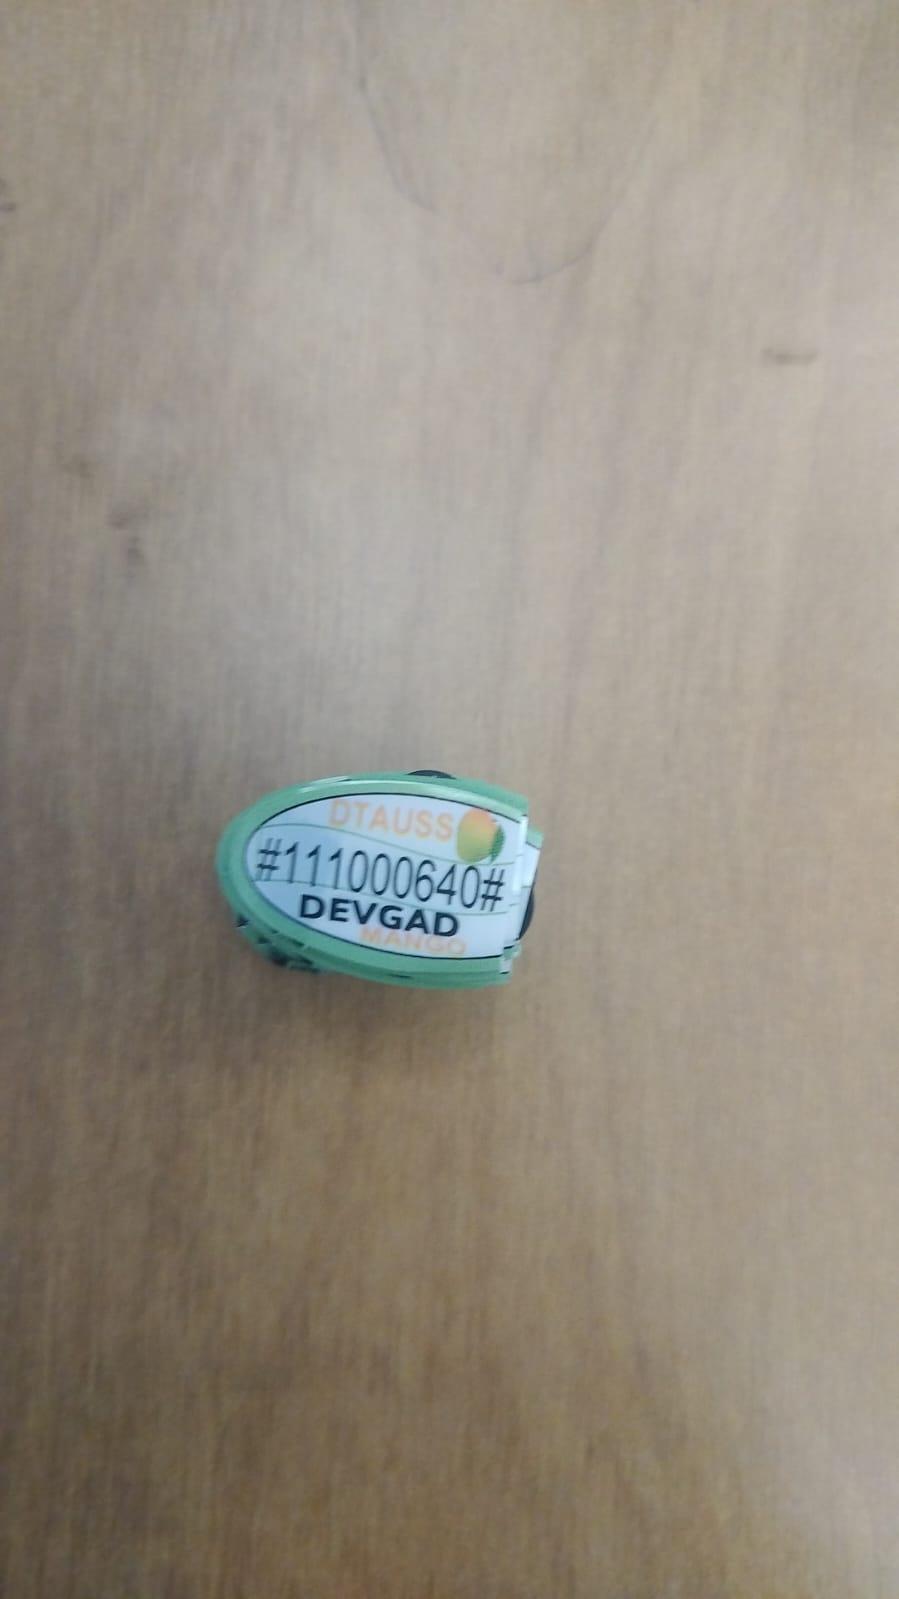 DTAUSS
#111000640#
DEVGAD
MANGO